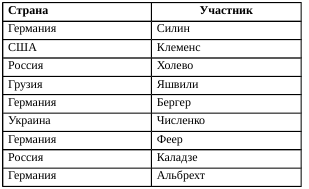 Страна Участник
Германия Силин
США Клеменс
Россия Холево
Грузия Яшвили
Германия Бергер
Украина Численко
Германия Феер
Россия Каладзе
Германия Альбрехт